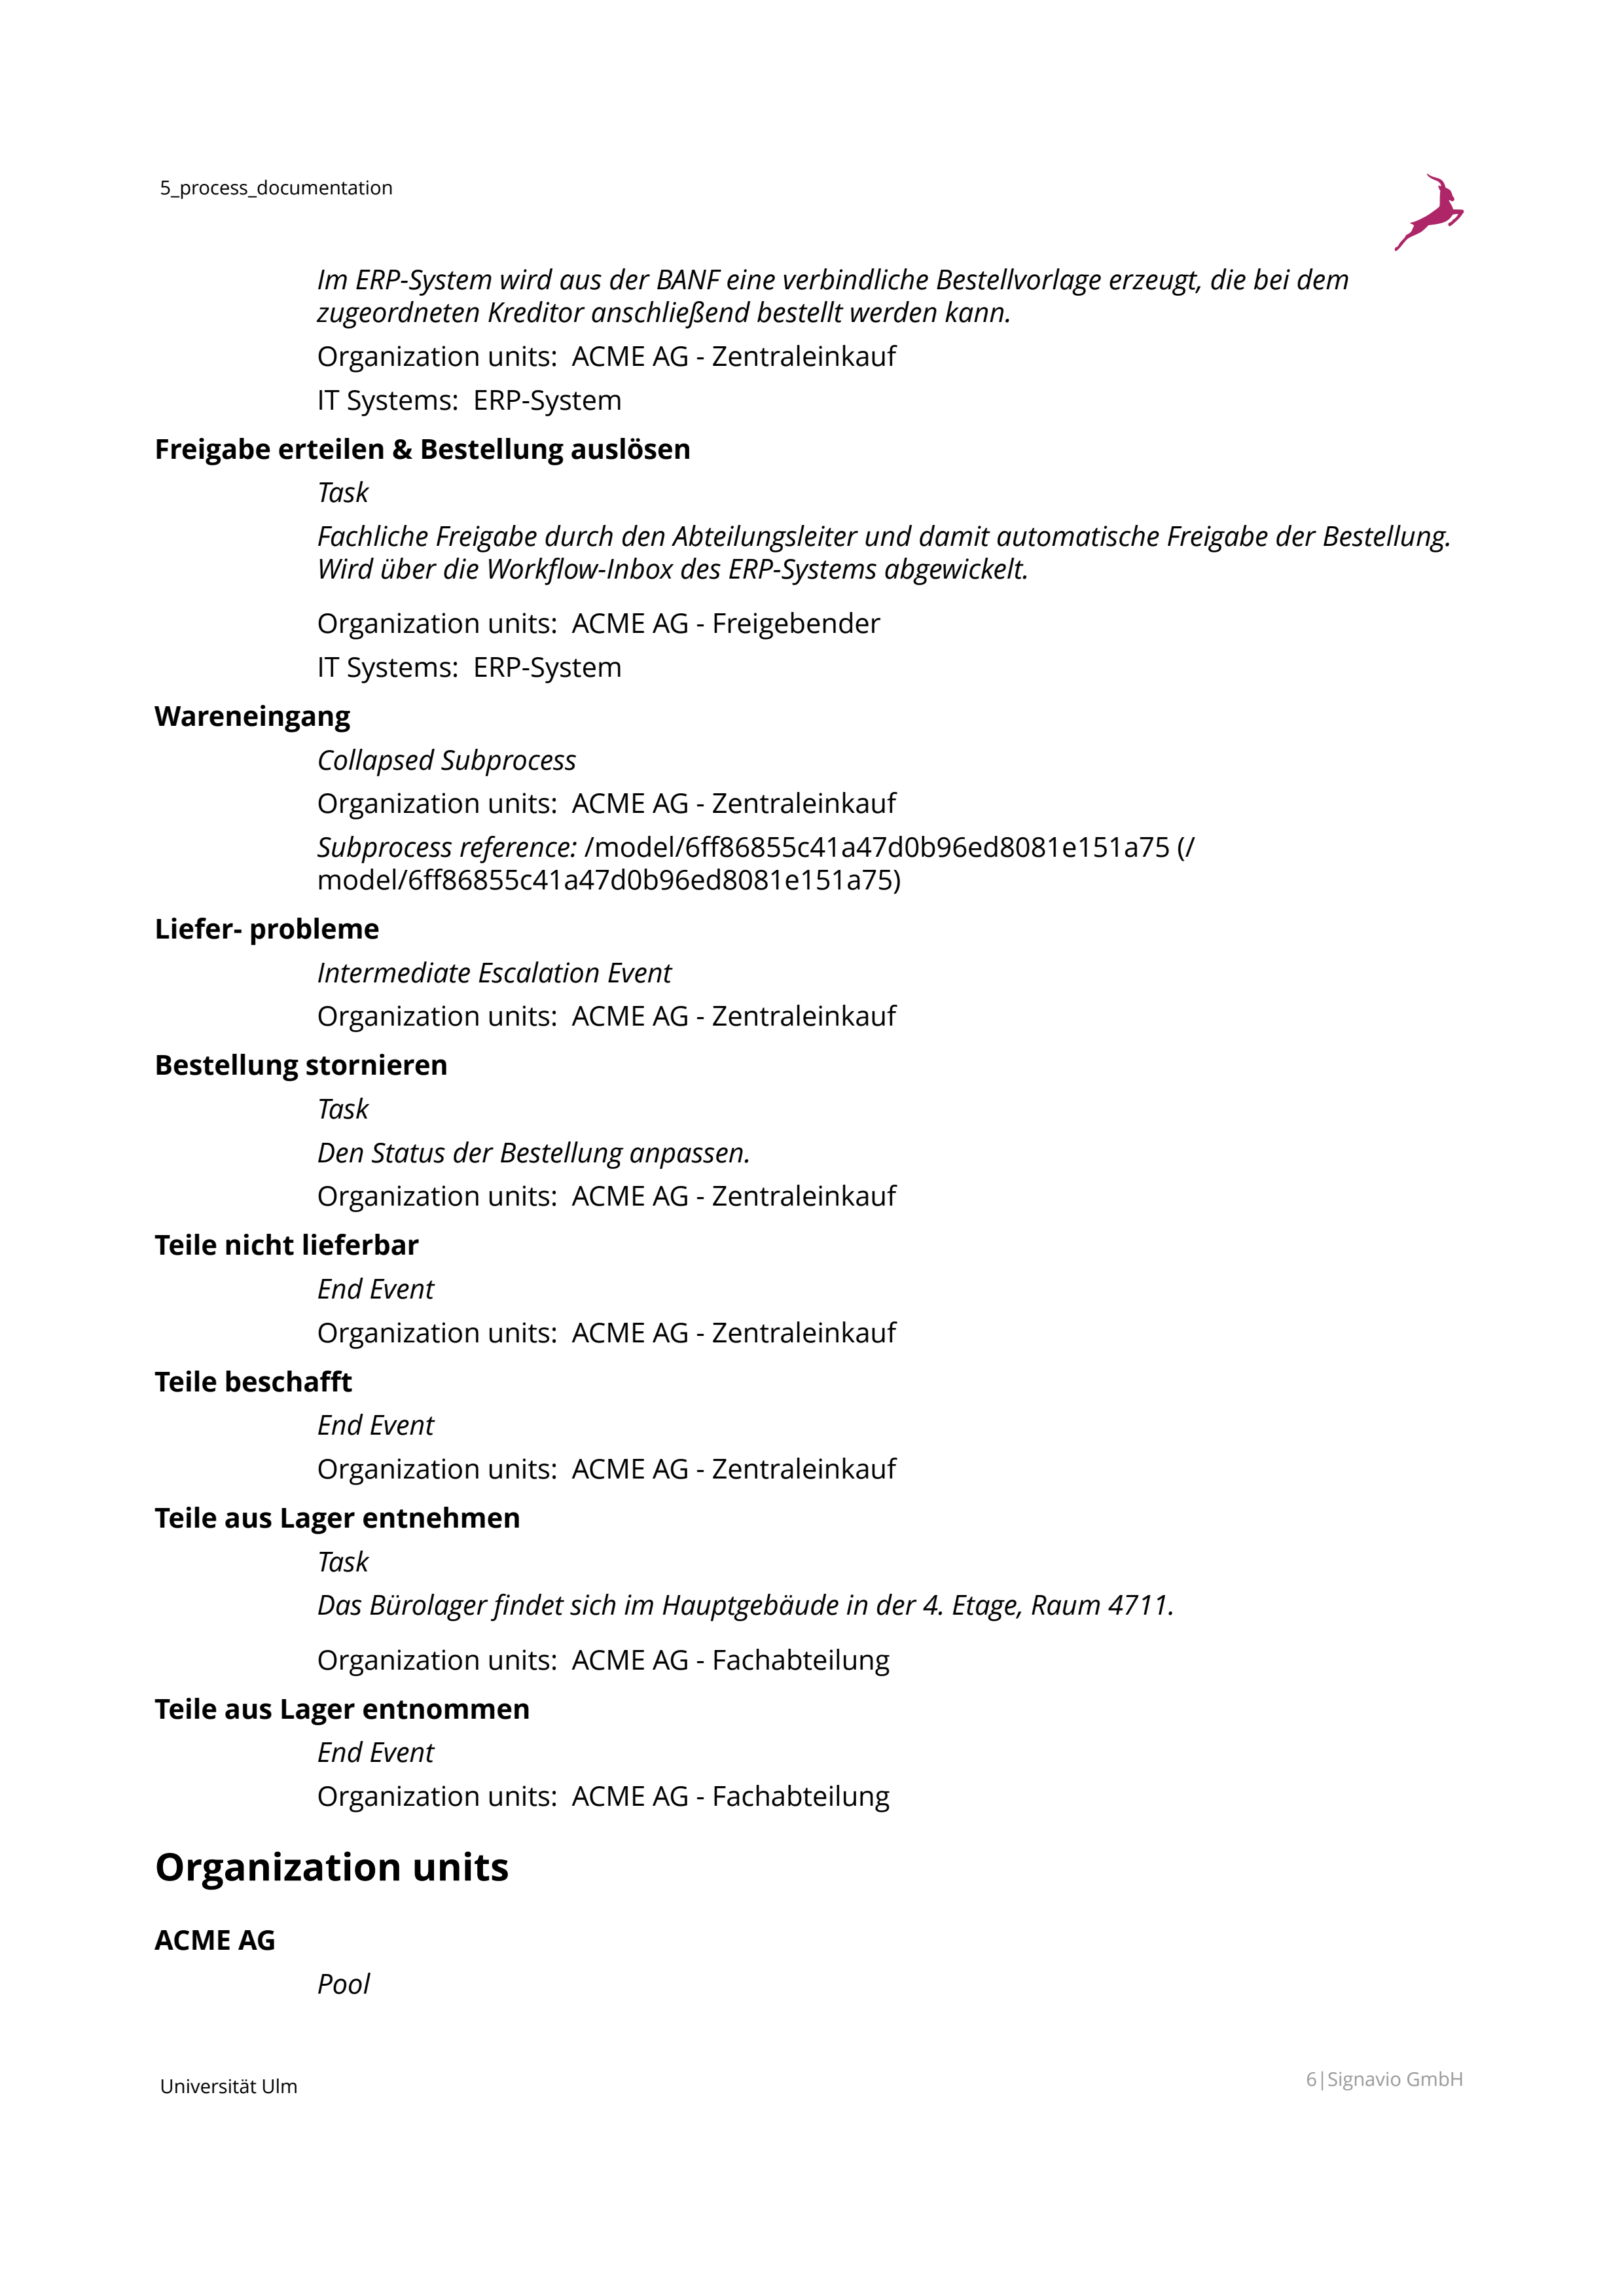 5_process_documentation
Im ERP-System wird aus der BANF eine verbindliche Bestellvorlage erzeugt, die bei dem
zugeordneten Kreditor anschließend bestellt werden kann.
Organization units:  ACME AG - Zentraleinkauf
IT Systems:  ERP-System
Freigabe erteilen & Bestellung auslösen
Task
Fachliche Freigabe durch den Abteilungsleiter und damit automatische Freigabe der Bestellung.
Wird über die Workflow-Inbox des ERP-Systems abgewickelt.
Organization units:  ACME AG - Freigebender
IT Systems:  ERP-System
Wareneingang
Collapsed Subprocess
Organization units:  ACME AG - Zentraleinkauf
Subprocess reference: /model/6ff86855c41a47d0b96ed8081e151a75 (/
model/6ff86855c41a47d0b96ed8081e151a75)
Liefer- probleme
Intermediate Escalation Event
Organization units:  ACME AG - Zentraleinkauf
Bestellung stornieren
Task
Den Status der Bestellung anpassen.
Organization units:  ACME AG - Zentraleinkauf
Teile nicht lieferbar
End Event
Organization units:  ACME AG - Zentraleinkauf
Teile beschafft
End Event
Organization units:  ACME AG - Zentraleinkauf
Teile aus Lager entnehmen
Task
Das Bürolager findet sich im Hauptgebäude in der 4. Etage, Raum 4711.
Organization units:  ACME AG - Fachabteilung
Teile aus Lager entnommen
End Event
Organization units:  ACME AG - Fachabteilung
Organization units
ACME AG
Pool
Universität Ulm
6|Signavio GmbH